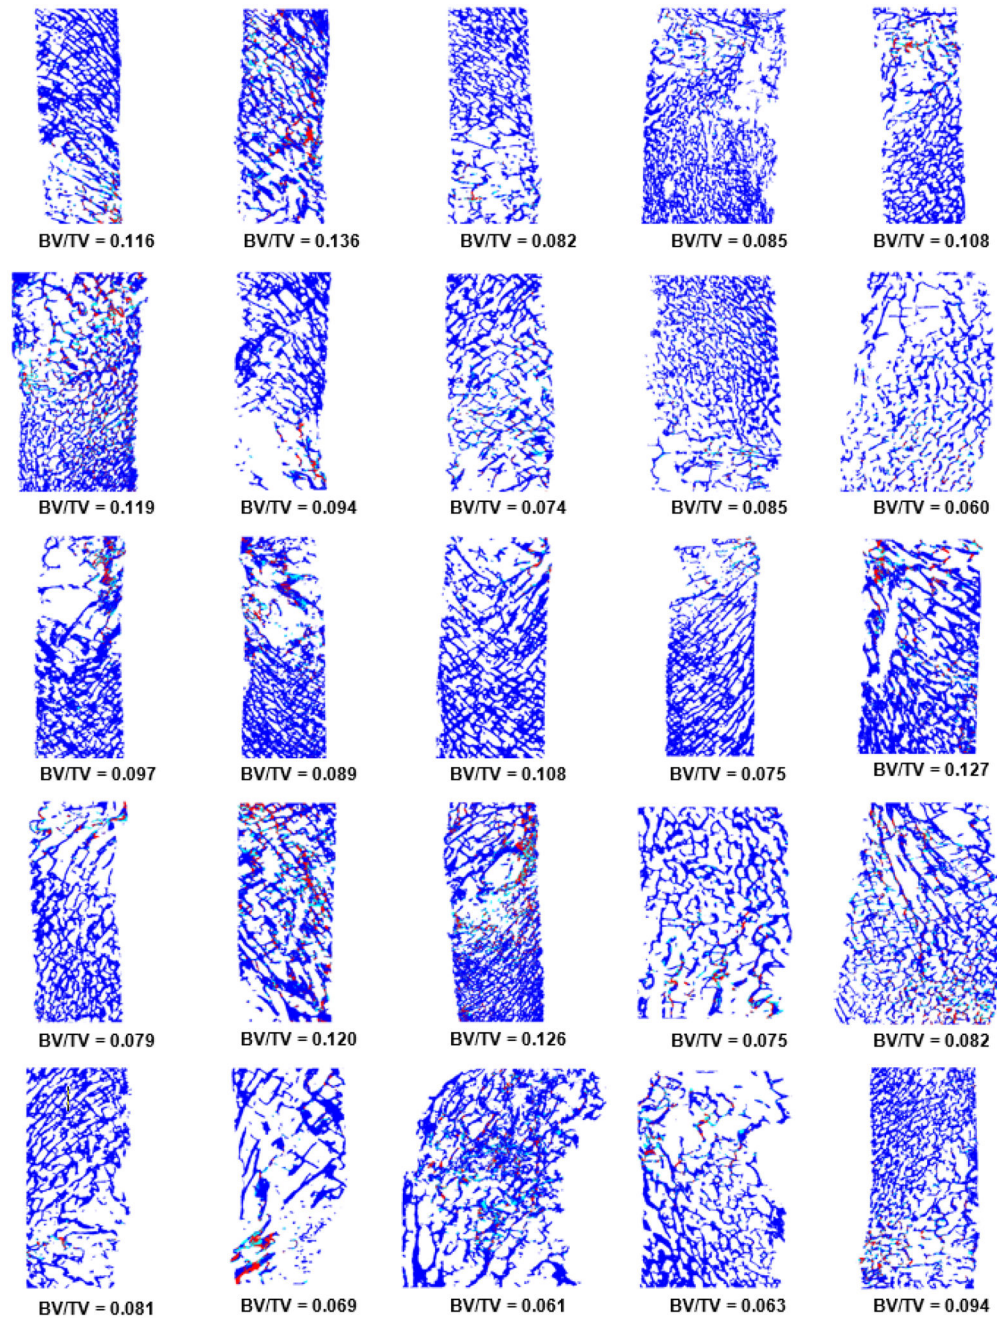 BV/TV = 0.116 BV/TV = 0.136 BV/TV = 0.082 BV/TV = 0.085 BV/TV = 0.108
BV/TV = 0.119 BV/TV = 0.094 BV/TV = 0.074 BV/TV = 0.085 BV/TV = 0.060
BV/TV = 0.097 BV/TV = 0.089 BV/TV = 0.108 BV/TV = 0.075 BV/TV = 0.127
BV/TV = 0.079 BV/TV = 0.120 BV/TV = 0.126 BV/TV = 0.075 BV/TV = 0.082
BV/TV = 0.081 BV/TV = 0.069 BV/TV = 0.061 BV/TV = 0.063 BV/TV = 0.094